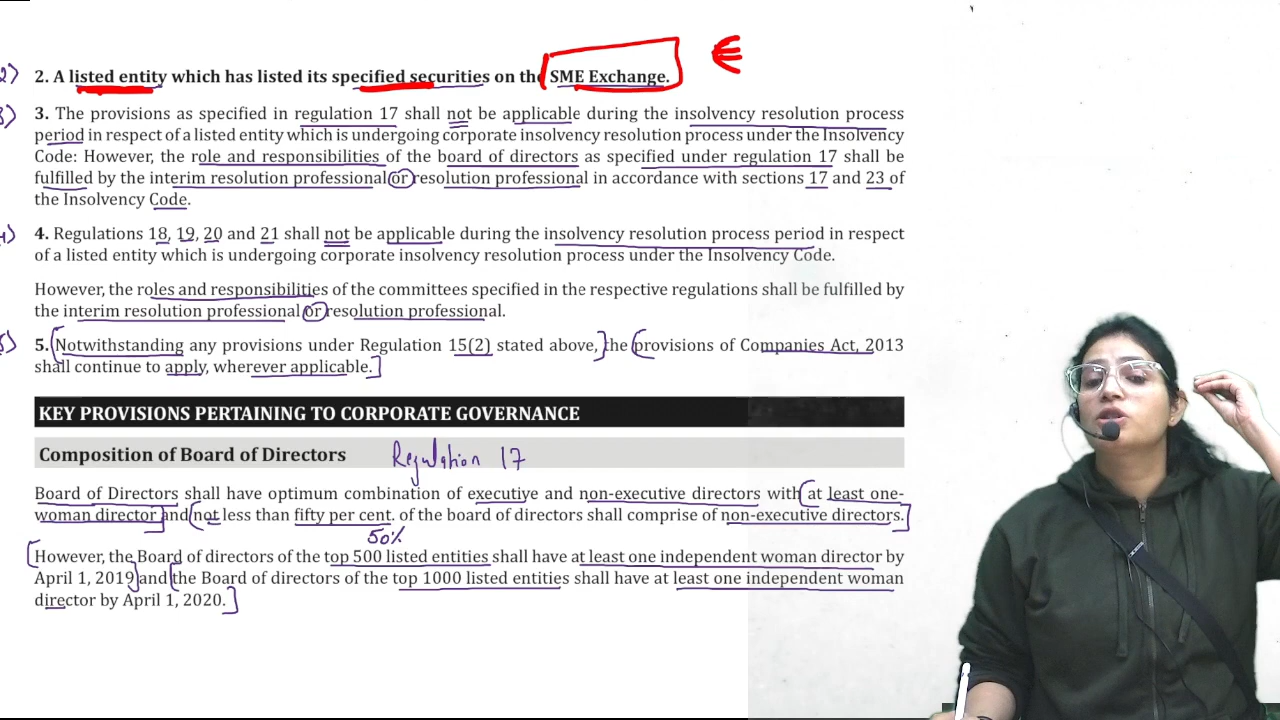 2) 2. A listed entity which has listed its specified securities on the SME Exchange. €
3) 3. The provisions as specified in regulation 17 shall not be applicable during the insolvency resolution process
period in respect of a listed entity which is undergoing corporate insolvency resolution process under the Insolvency
Code: However, the role and responsibilities of the board of directors as specified under regulation 17 shall be
fulfilled by the interim resolution professional or resolution professional in accordance with sections 17 and 23 of
the Insolvency Code.
4) 4. Regulations 18, 19, 20 and 21 shall not be applicable during the insolvency resolution process period in respect
of a listed entity which is undergoing corporate insolvency resolution process under the Insolvency Code.
However, the roles and responsibilities of the committees specified in the respective regulations shall be fulfilled by
the interim resolution professional or resolution professional.
5. Notwithstanding any provisions under Regulation 15(2) stated above, the provisions of Companies Act, 2013
shall continue to apply, wherever applicable.
KEY PROVISIONS PERTAINING TO CORPORATE GOVERNANCE
Composition of Board of Directors Regulation 17
Board of Directors shall have optimum combination of executive and non-executive directors with at least one-
woman director and not less than fifty per cent. of the board of directors shall comprise of non-executive directors.
50%
However, the Board of directors of the top 500 listed entities shall have at least one independent woman director by
April 1, 2019 and the Board of directors of the top 1000 listed entities shall have at least one independent woman
director by April 1, 2020.